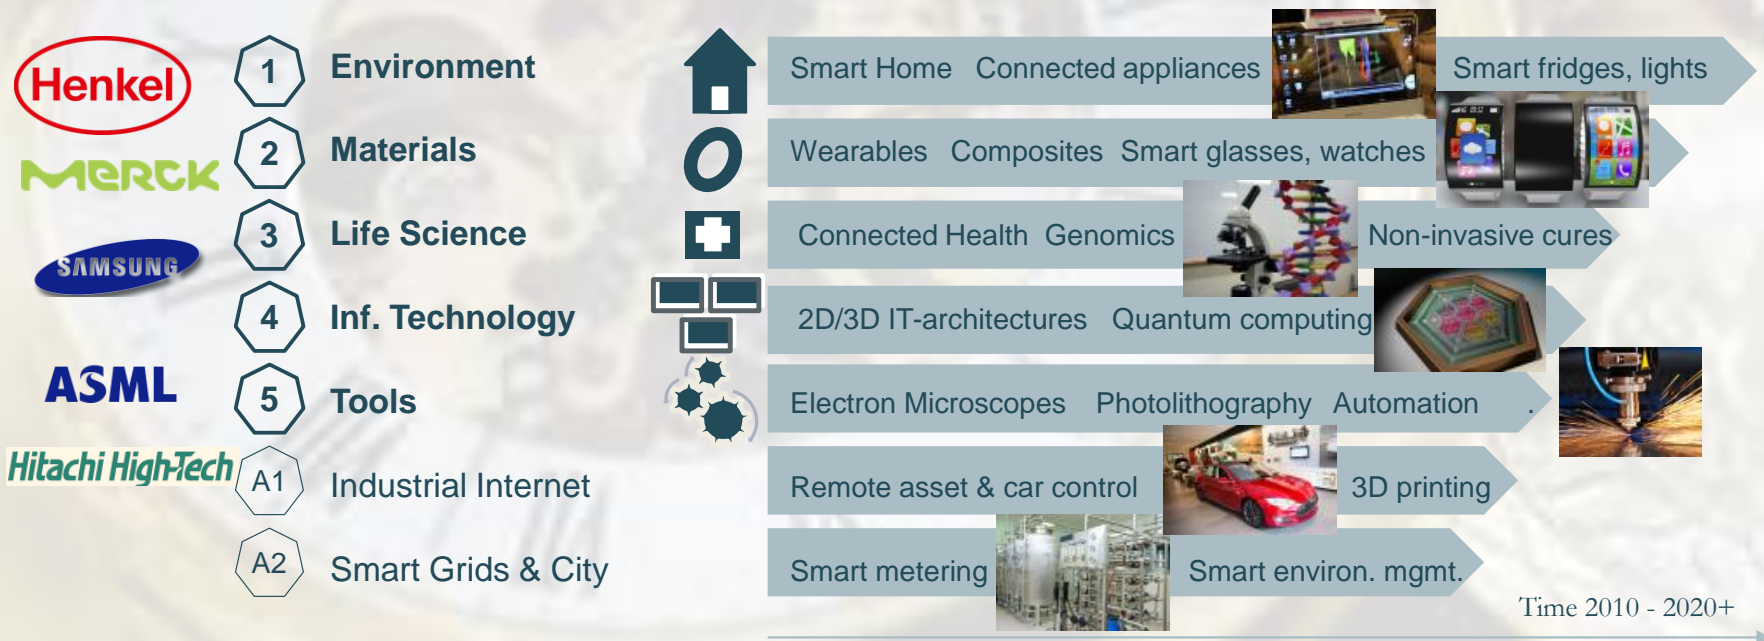 Henkel
1 Environment
Smart Home Connected appliances Smart fridges, lights
MERCK
2 Materials
Wearables Composites Smart glasses, watches
3 Life Science
Connected Health Genomics Non-invasive cures
SAMSUNG
4 Inf. Technology
2D/3D IT-architectures Quantum computing
ASML
5 Tools
Electron Microscopes Photolithography Automation .
Hitachi High-Tech
A1 Industrial Internet
Remote asset & car control 3D printing
A2 Smart Grids & City
Smart metering Smart environ. mgmt.
Time 2010 - 2020+